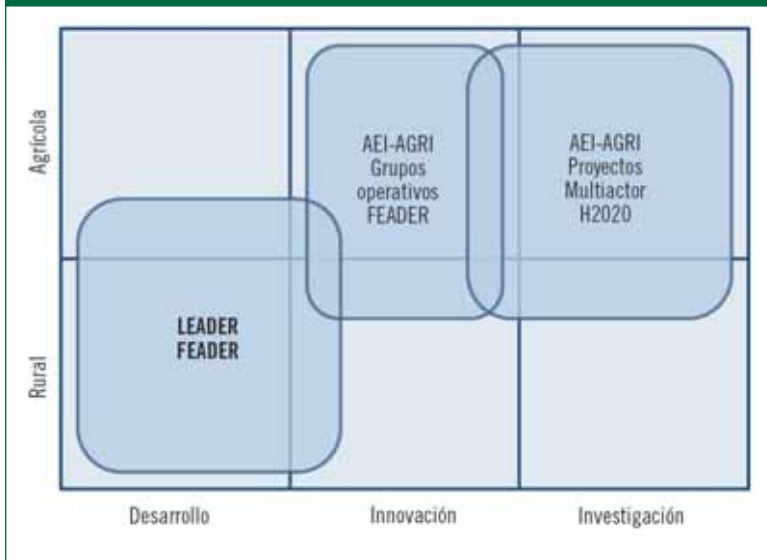 Agrícola
AEI-AGRI
Grupos
operativos
FEADER
AEI-AGRI
Proyectos
Multiactor
H2020
Rural
LEADER
FEADER
Desarrollo
Innovación
Investigación